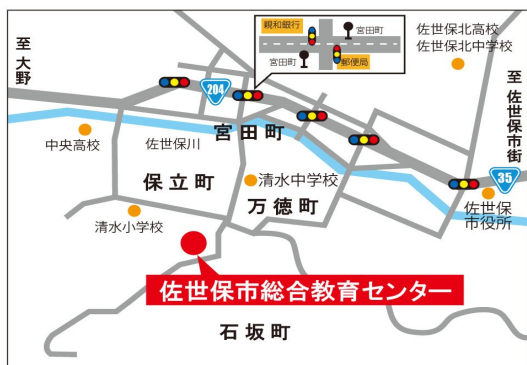 親和銀行
宮田町
宮田町
郵便局
佐世保北高校
佐世保北中学校
至大野
至佐世保市街
204
中央高校
佐世保川
宮田町
保立町
清水中学校
万徳町
35
佐世保
市役所
清水小学校
佐世保市総合教育センター
石坂町